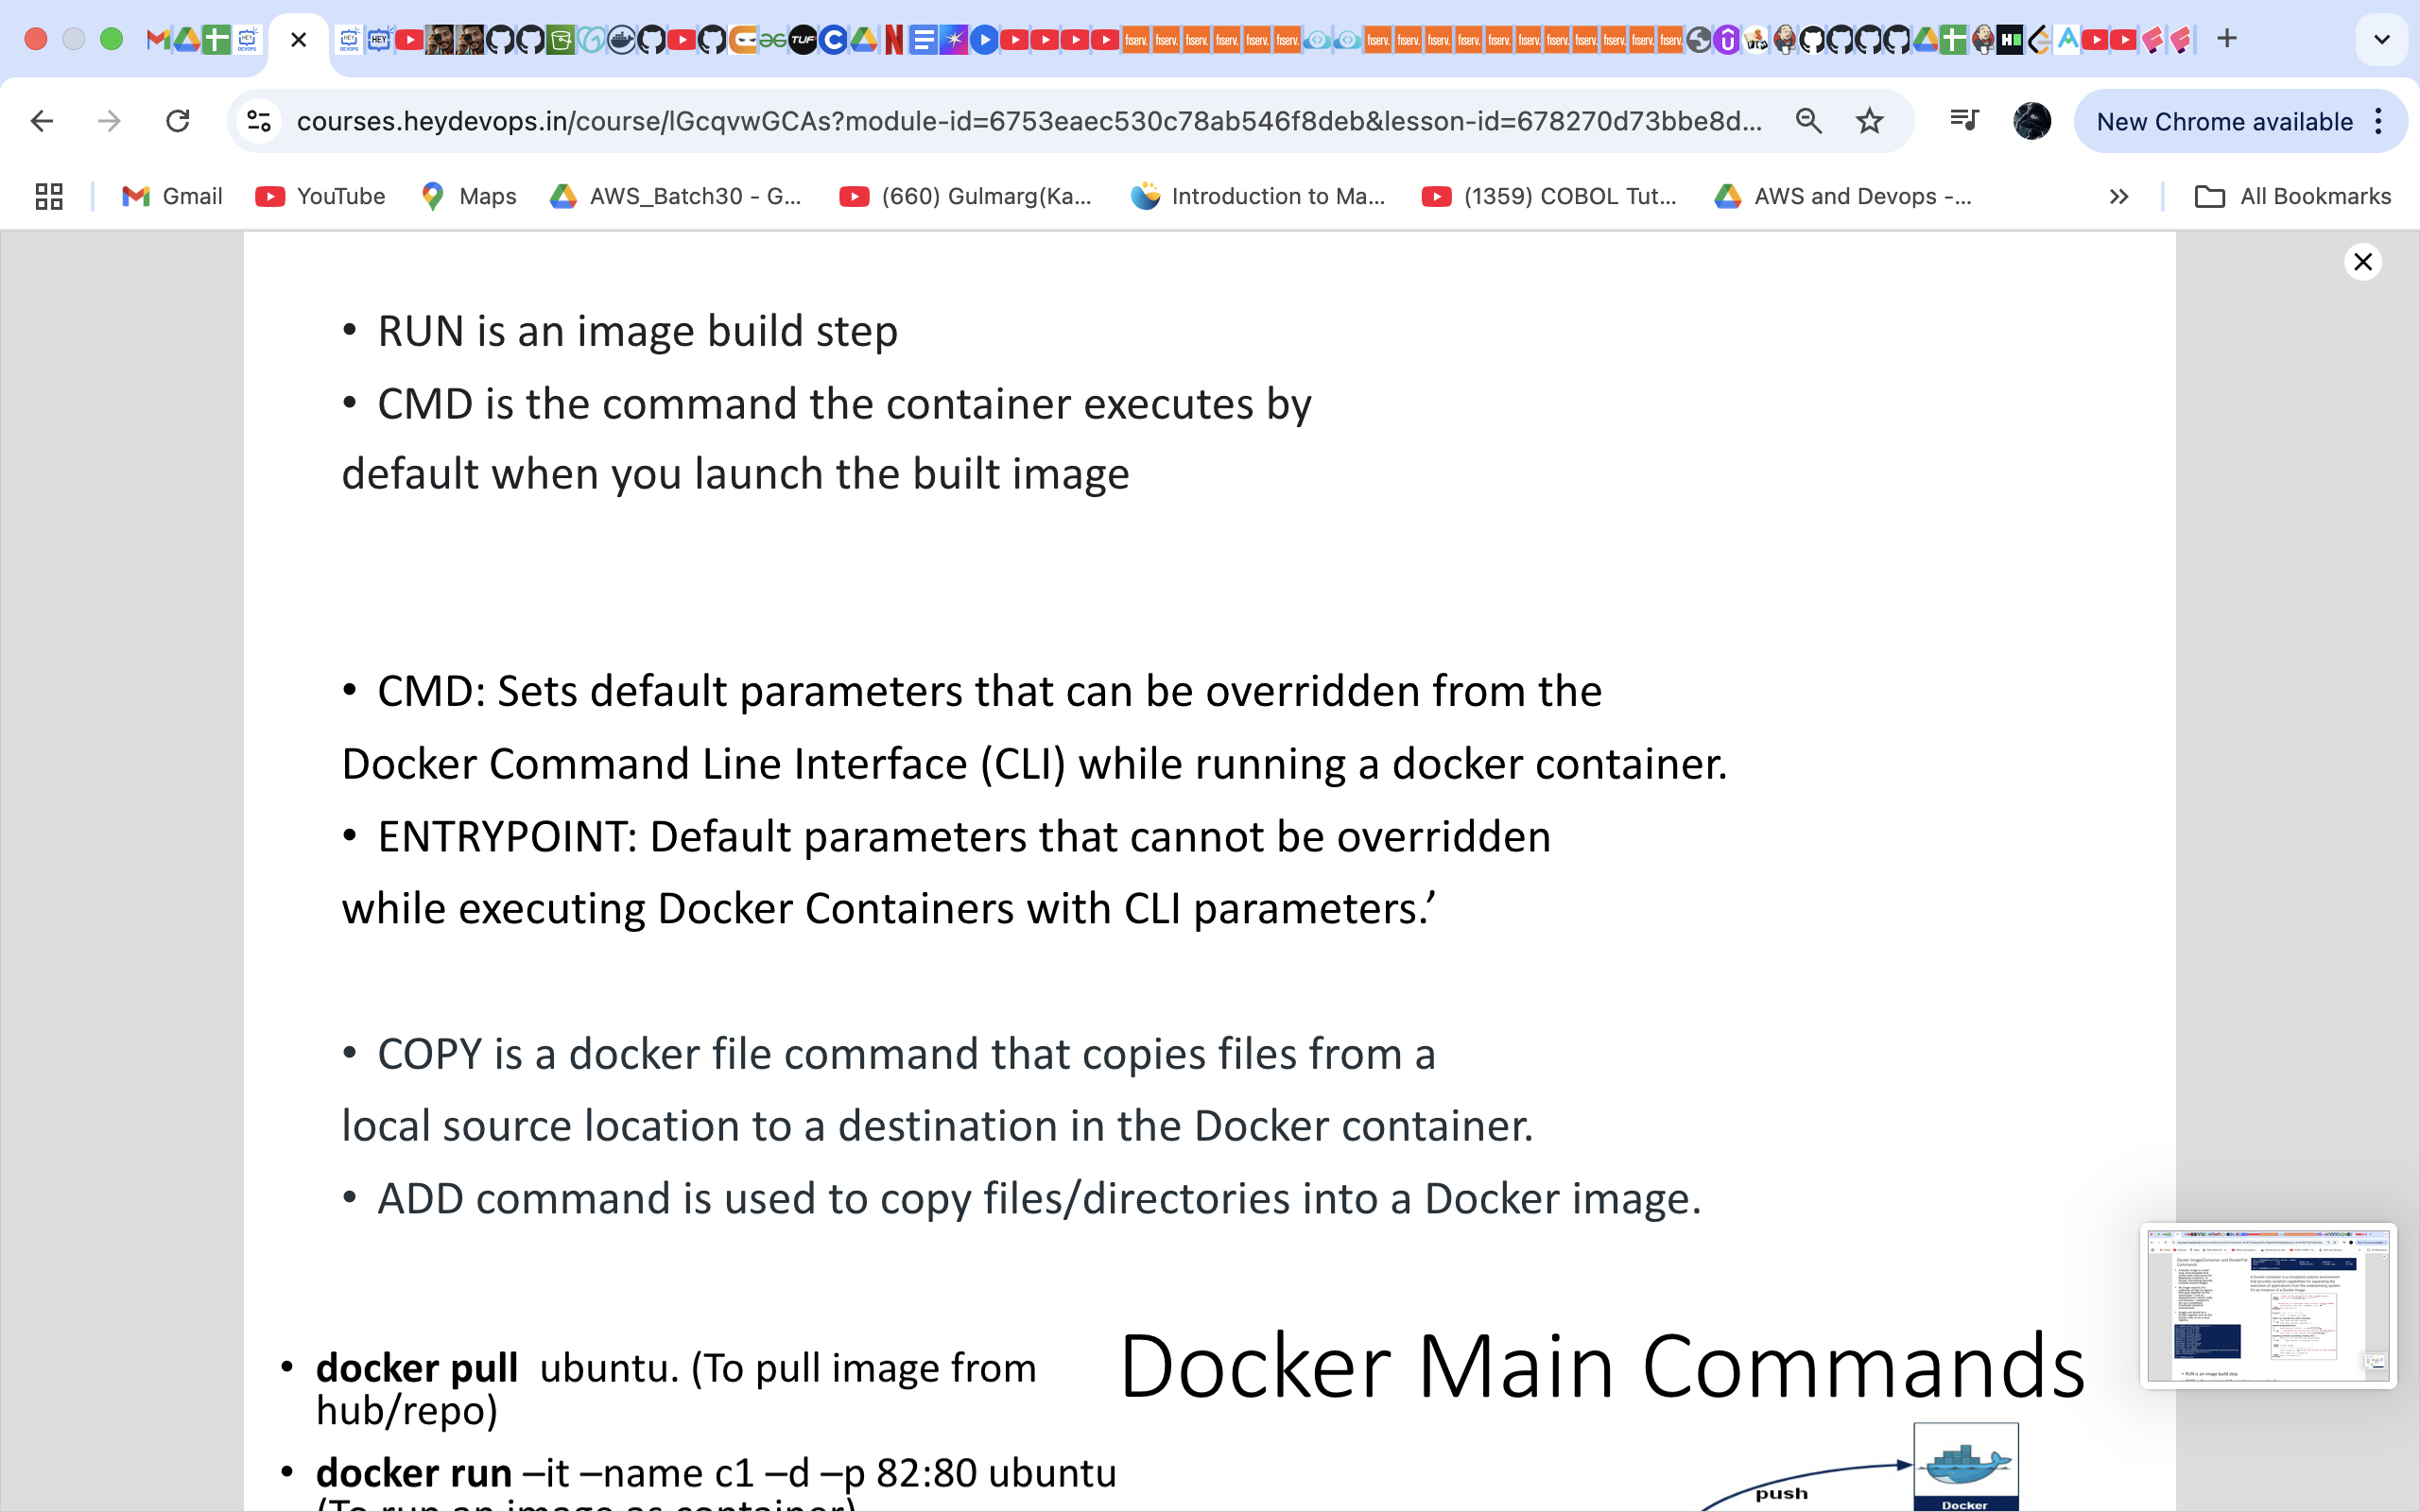 courses.heydevops.in/course/lGcqvwGCAs?module-id=6753eaec530c78ab546f8deb&lesson-id=678270d73bbe8d...
New Chrome available
Gmail
YouTube
Maps
AWS_Batch30 - G...
(660) Gulmarg(Ka...
Introduction to Ma...
(1359) COBOL Tut...
AWS and Devops -...
All Bookmarks
• RUN is an image build step
• CMD is the command the container executes by
default when you launch the built image
• CMD: Sets default parameters that can be overridden from the
Docker Command Line Interface (CLI) while running a docker container.
• ENTRYPOINT: Default parameters that cannot be overridden
while executing Docker Containers with CLI parameters.’
• COPY is a docker file command that copies files from a
local source location to a destination in the Docker container.
• ADD command is used to copy files/directories into a Docker image.
Docker Main Commands
• docker pull ubuntu. (To pull image from
hub/repo)
• docker run –it –name c1 –d –p 82:80 ubuntu
(To run an image as container)
push
Docker